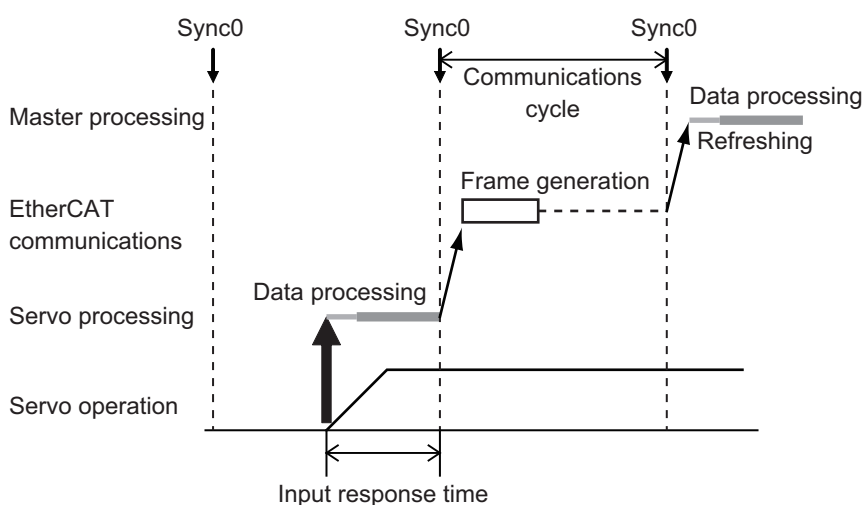 Sync0
Sync0
Sync0
Communications
cycle
Data processing
Master processing
Refreshing
Frame generation
EtherCAT
communications
Data processing
Servo processing
Servo operation
Input response time